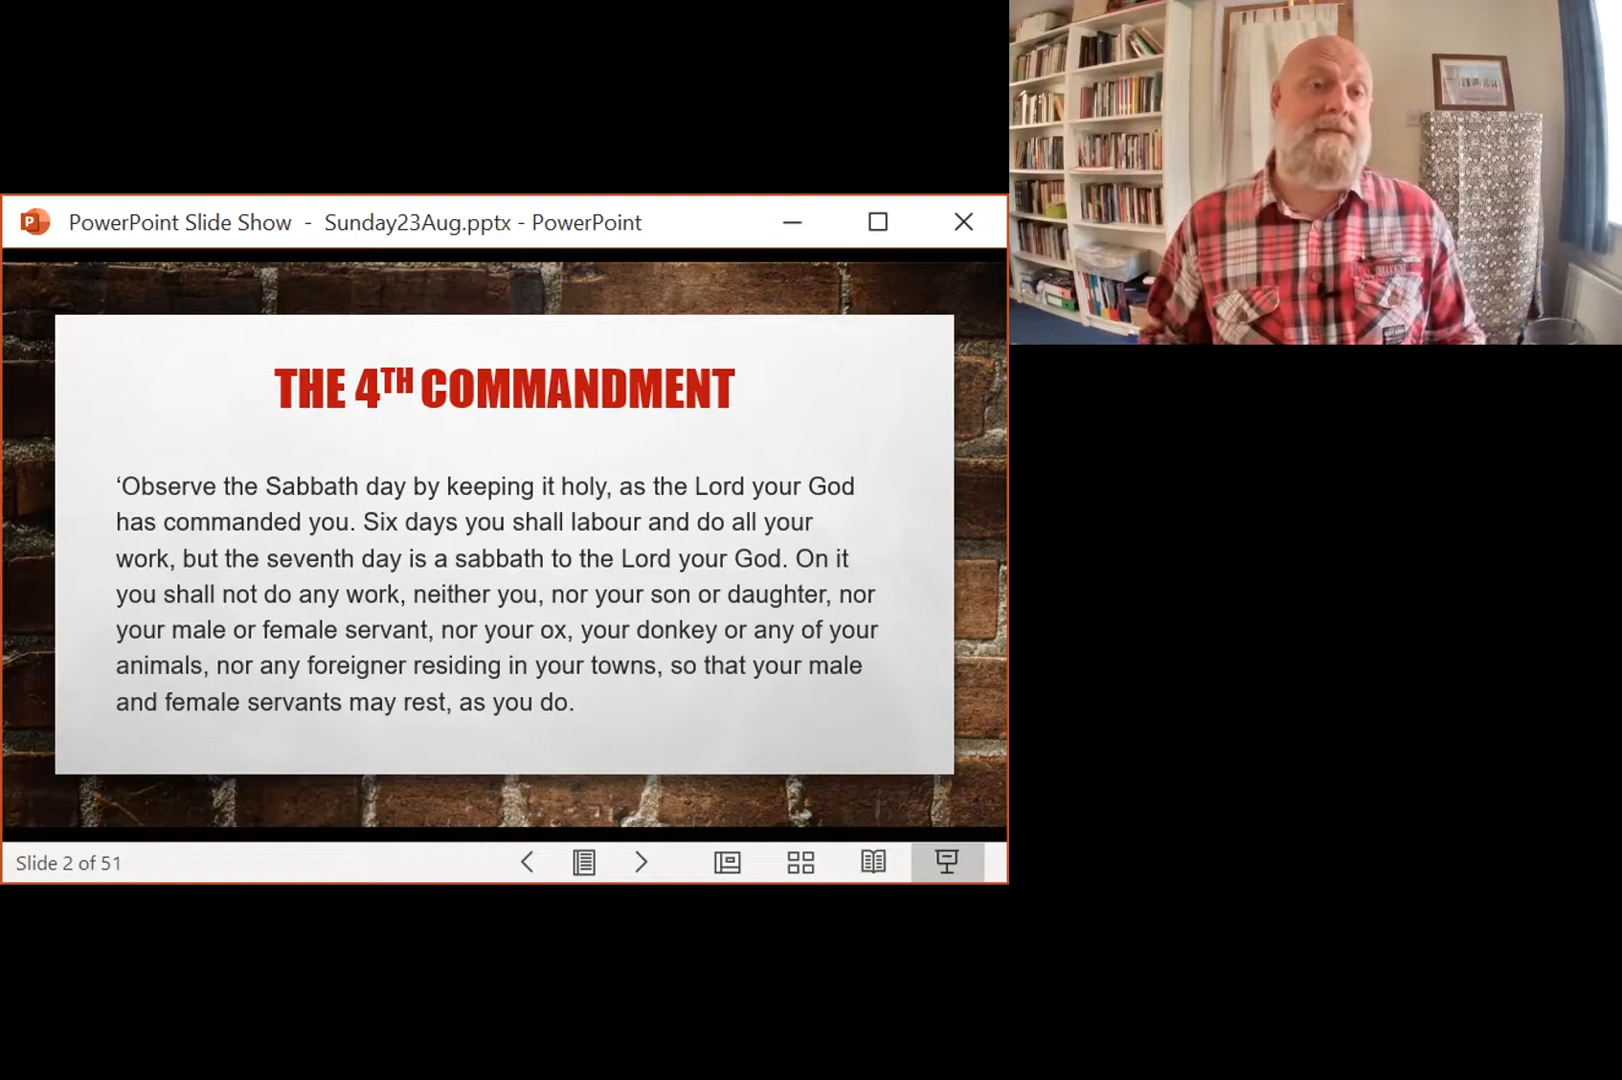 PowerPoint Slide Show - Sunday23Aug.pptx - PowerPoint
THE 4TH COMMANDMENT
‘Observe the Sabbath day by keeping it holy, as the Lord your God
has commanded you. Six days you shall labour and do all your
work, but the seventh day is a sabbath to the Lord your God. On it
you shall not do any work, neither you, nor your son or daughter, nor
your male or female servant, nor your ox, your donkey or any of your
animals, nor any foreigner residing in your towns, so that your male
and female servants may rest, as you do.
Slide 2 of 51